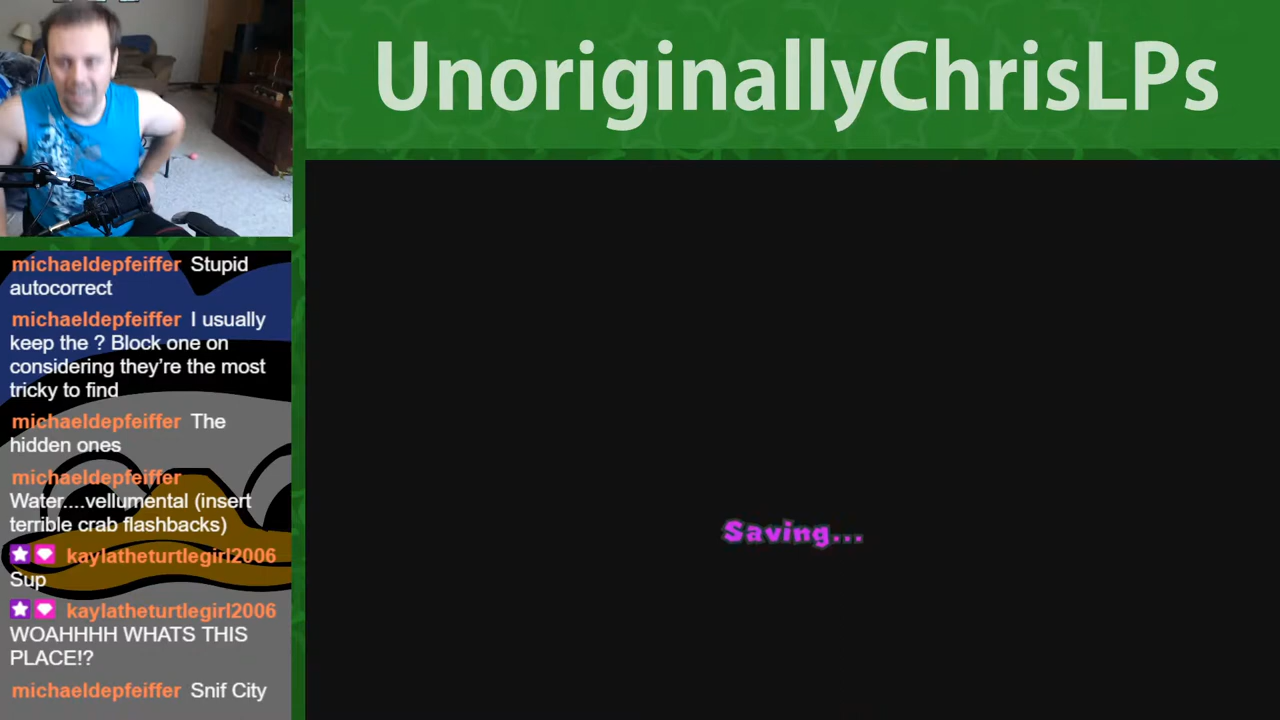 UnoriginallyChrisLPs
michaeldepfeiffer Stupid
autocorrect
michaeldepfeiffer I usually
keep the ? Block one on
considering they're the most
tricky to find
michaeldepfeiffer The
hidden ones
michaeldepfeiffer
Water....vellumental (insert
terrible crab flashbacks)
kaylatheturtlegirl2006
Sup
kaylatheturtlegirl2006
WOAHHHH WHATS THIS
PLACE!?
michaeldepfeiffer Snif City
Saving...